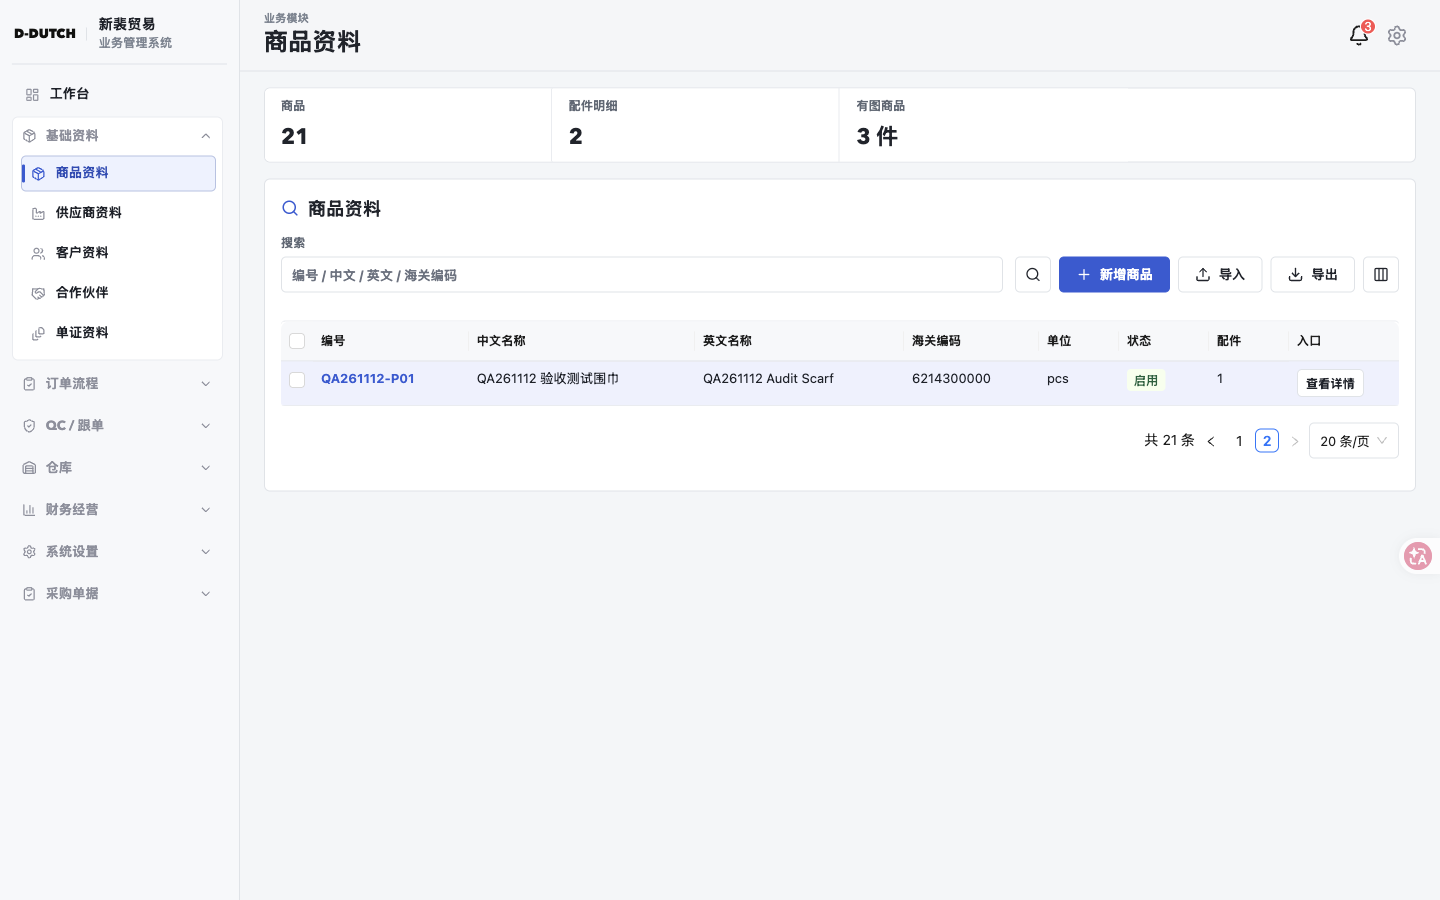 D-DUTCH
新裴贸易
业务管理系统
工作台
基础资料
商品资料
供应商资料
客户资料
合作伙伴
单证资料
订单流程
QC / 跟单
仓库
财务经营
系统设置
采购单据
业务模块
商品资料
3
商品
21
配件明细
2
有图商品
3 件
商品资料
搜索
编号 / 中文 / 英文 / 海关编码
新增商品
导入
导出
编号 中文名称 英文名称 海关编码 单位 状态 配件 入口
QA261112-P01 QA261112 验收测试围巾 QA261112 Audit Scarf 6214300000 pcs 启用 1 查看详情
共 21 条 1 2 20 条/页